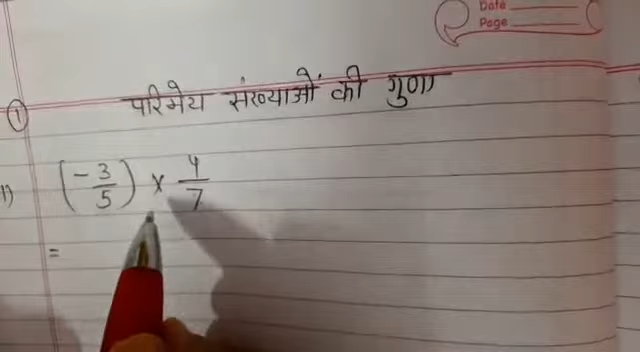 Date
Page
① परिमेय संख्याओं की गुणा
1) (-3/5) × 4/7
=